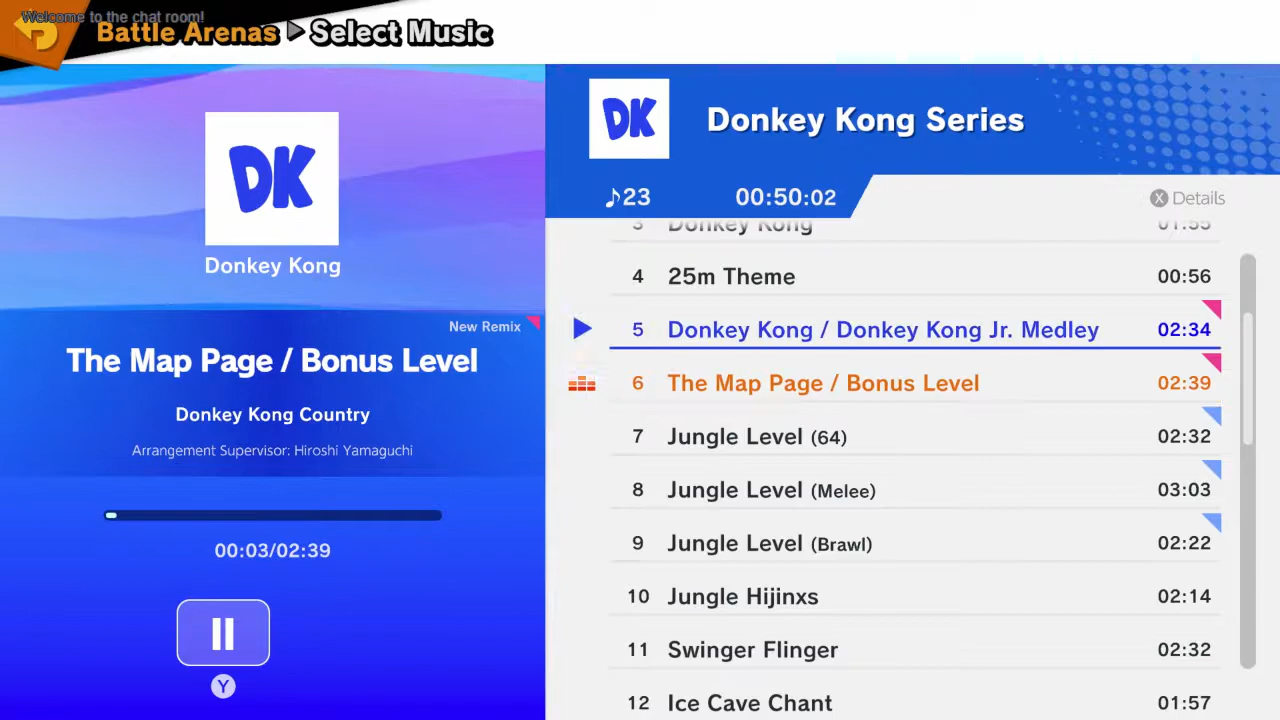 Welcome to the chat room!
Battle Arenas ▶ Select Music
DK
Donkey Kong
New Remix
The Map Page / Bonus Level
Donkey Kong Country
Arrangement Supervisor: Hiroshi Yamaguchi
00:03/02:39
Y
DK
Donkey Kong Series
♪23 00:50:02
X Details
3 Donkey Kong 01:55
4 25m Theme 00:56
5 Donkey Kong / Donkey Kong Jr. Medley 02:34
6 The Map Page / Bonus Level 02:39
7 Jungle Level (64) 02:32
8 Jungle Level (Melee) 03:03
9 Jungle Level (Brawl) 02:22
10 Jungle Hijinxs 02:14
11 Swinger Flinger 02:32
12 Ice Cave Chant 01:57